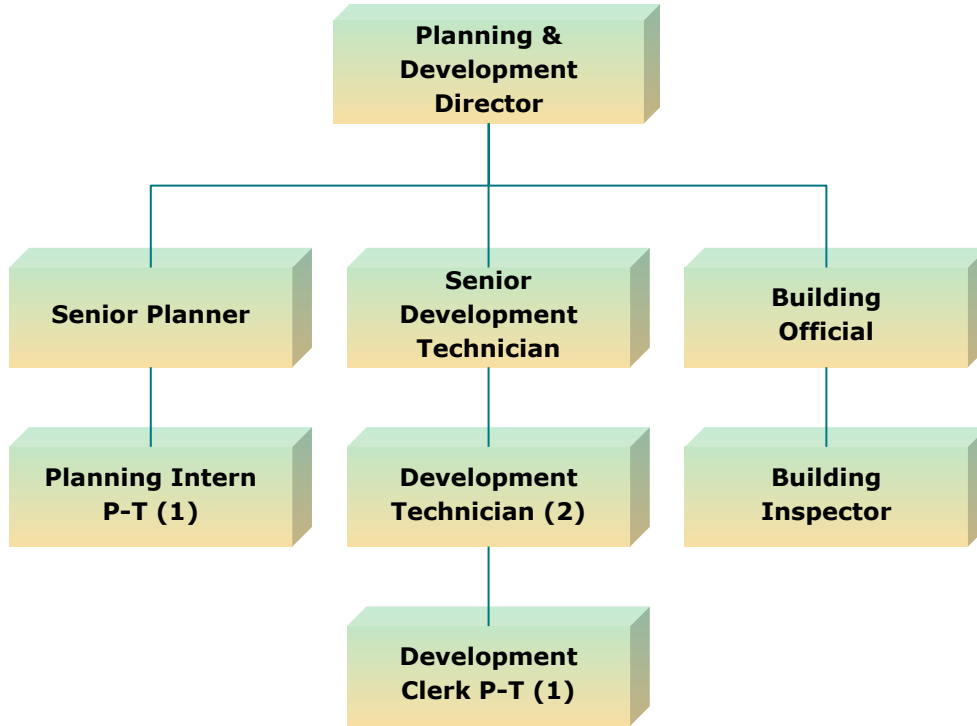 Planning &
Development
Director
Senior Planner
Senior
Development
Technician
Building
Official
Planning Intern
P-T (1)
Development
Technician (2)
Building
Inspector
Development
Clerk P-T (1)